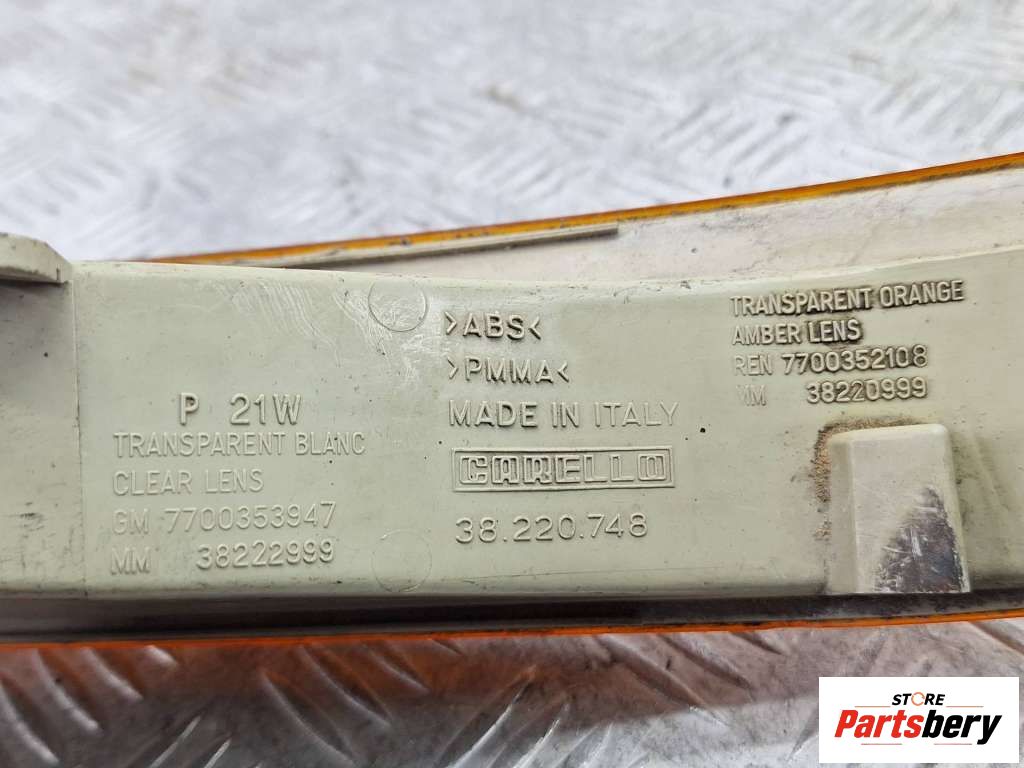 P 21W
TRANSPARENT BLANC
CLEAR LENS
GM 7700353947
MM 38222999
>ABS<
>PMMA<
MADE IN ITALY
CARELLO
38.220.748
TRANSPARENT ORANGE
AMBER LENS
REN 7700352108
MM 38220999
STORE
Partsbery